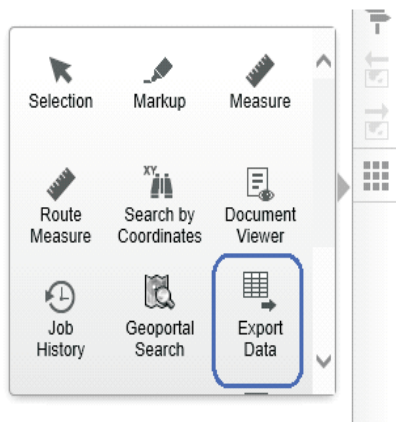 Selection Markup Measure
XY
Route Search by Document
Measure Coordinates Viewer
Job Geoportal Export
History Search Data